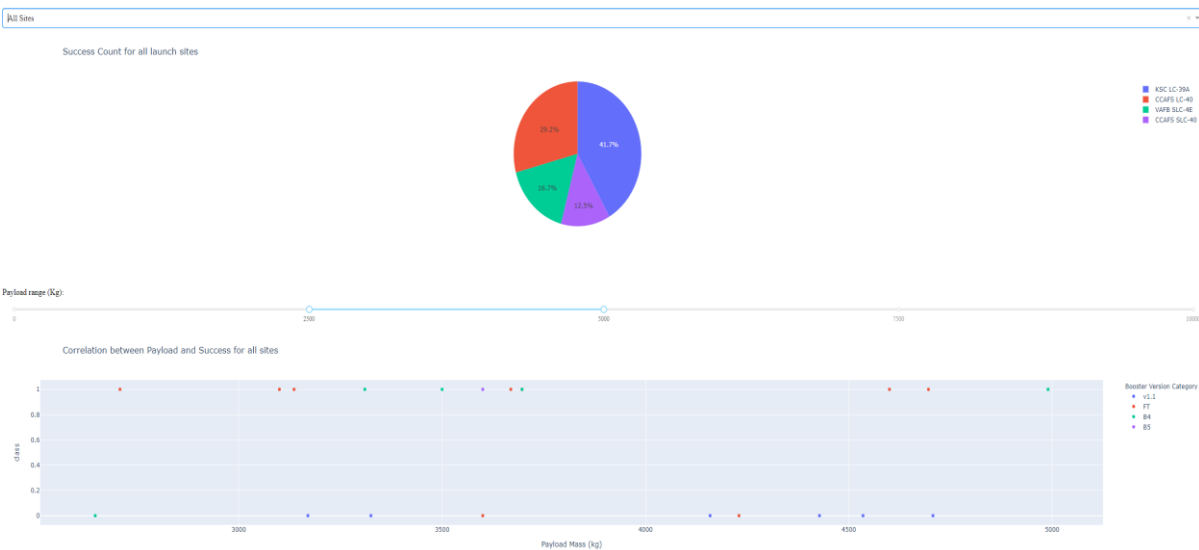 All Sites
Success Count for all launch sites
KSC LC-39A
CCAFS LC-40
VAFB SLC-4E
CCAFS SLC-40
29.2%
41.7%
16.7%
12.5%
Payload range (Kg):
0 2500 5000 7500 10000
Correlation between Payload and Success for all sites
Booster Version Category
v1.1
FT
B4
B5
1
0.8
0.6
0.4
0.2
0
class
3000 3500 4000 4500 5000
Payload Mass (kg)